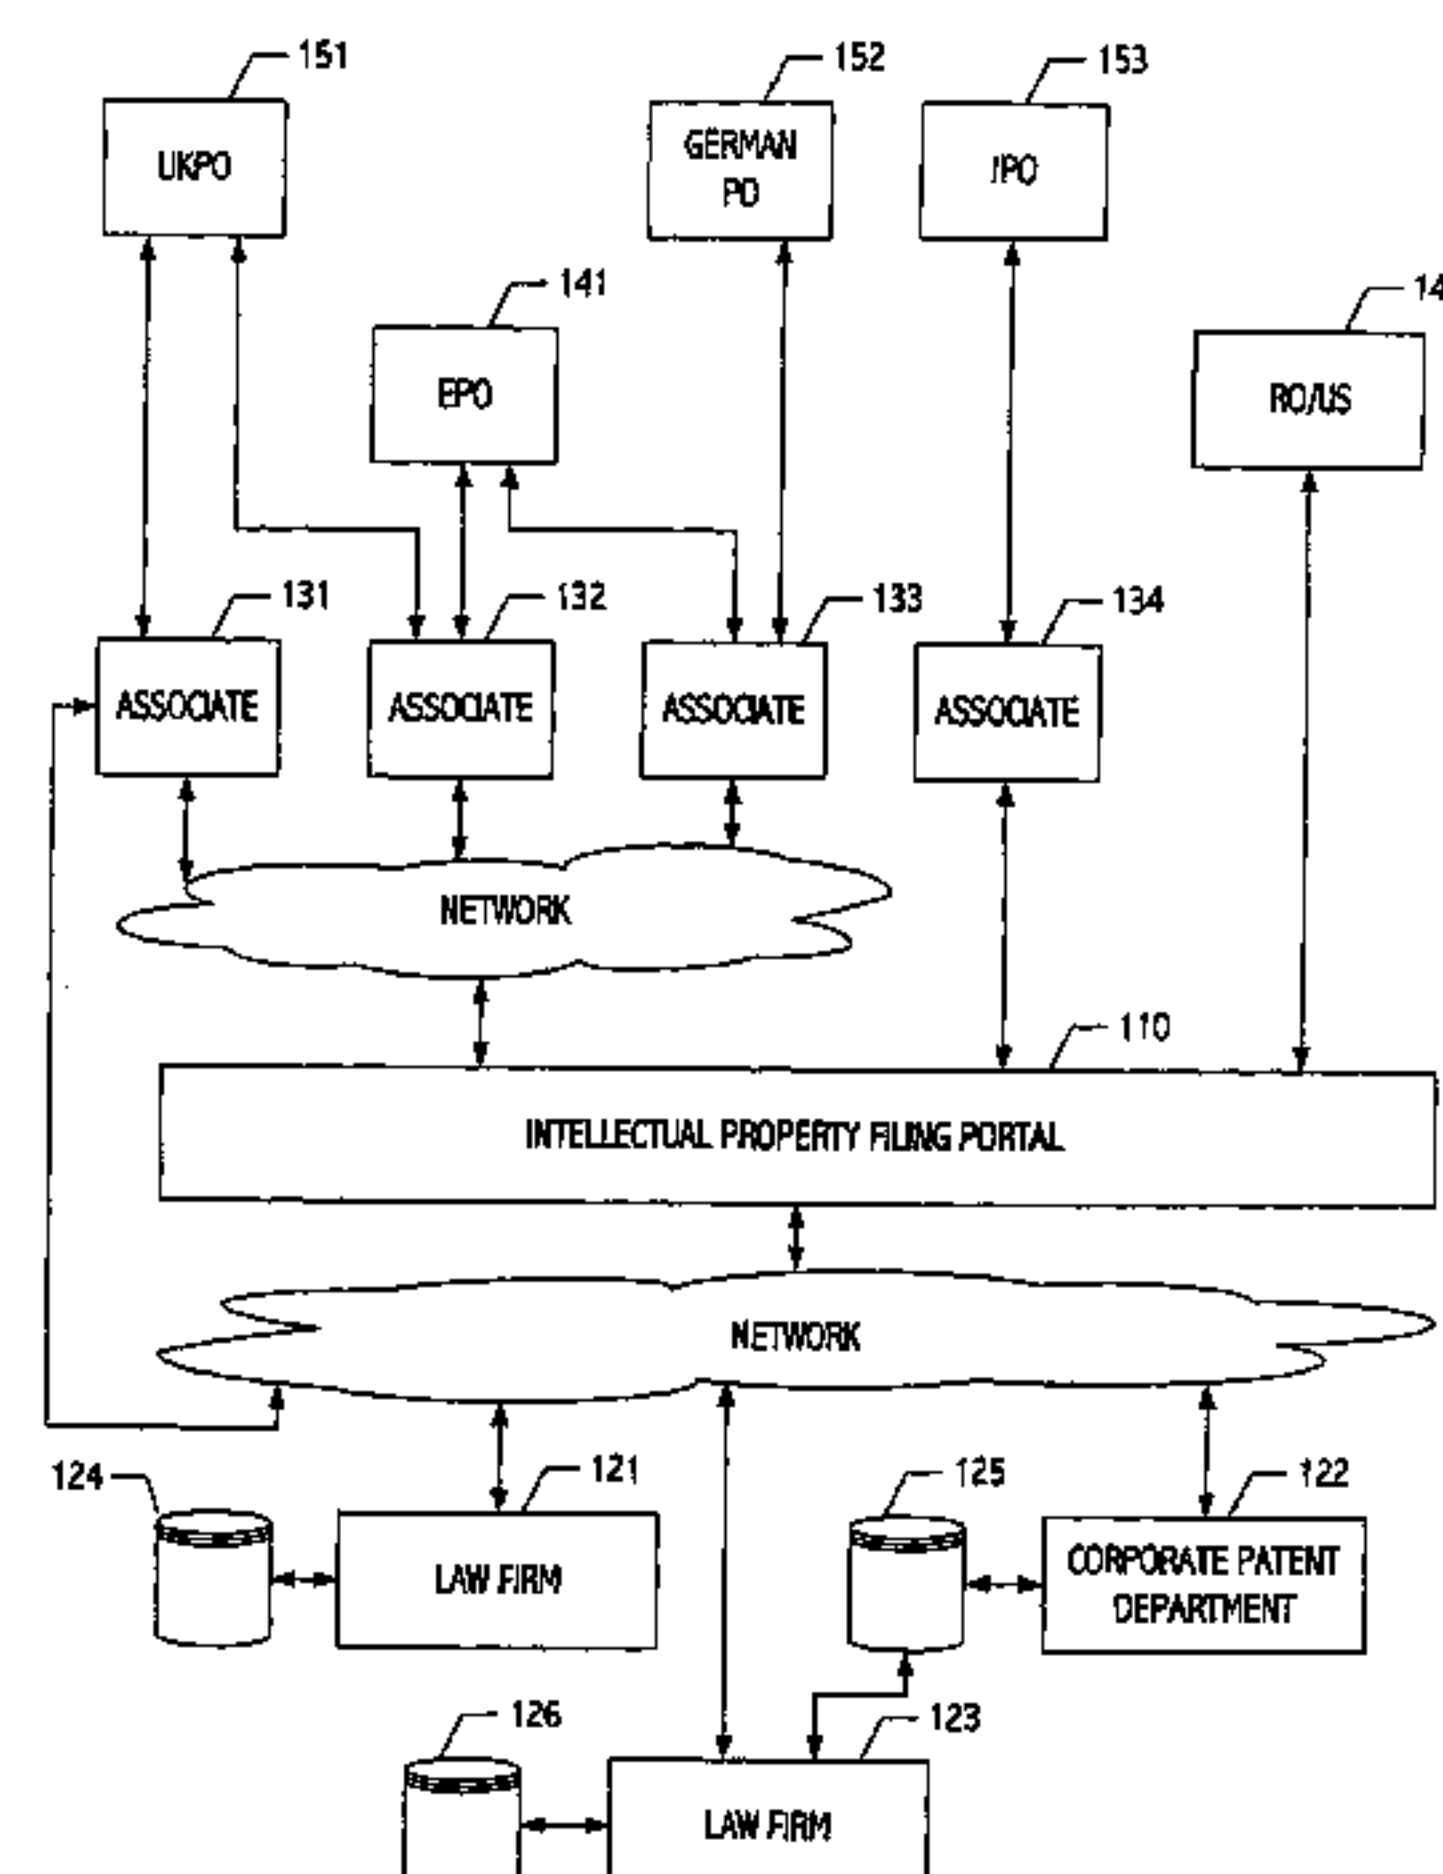 151
152
153
UKPO
GERMAN
PO
JPO
141
14
EPO
RO/US
131
132
133
134
ASSOCIATE
ASSOCIATE
ASSOCIATE
ASSOCIATE
NETWORK
110
INTELLECTUAL PROPERTY FILING PORTAL
NETWORK
124
121
125
122
LAW FIRM
CORPORATE PATENT
DEPARTMENT
126
123
LAW FIRM